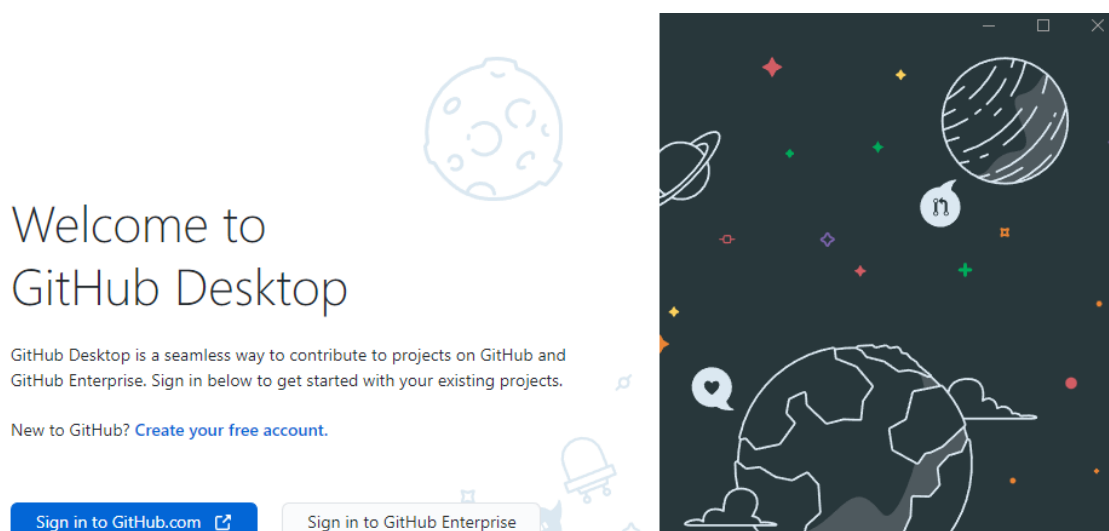 Welcome to
GitHub Desktop
GitHub Desktop is a seamless way to contribute to projects on GitHub and
GitHub Enterprise. Sign in below to get started with your existing projects.
New to GitHub? Create your free account.
Sign in to GitHub.com
Sign in to GitHub Enterprise